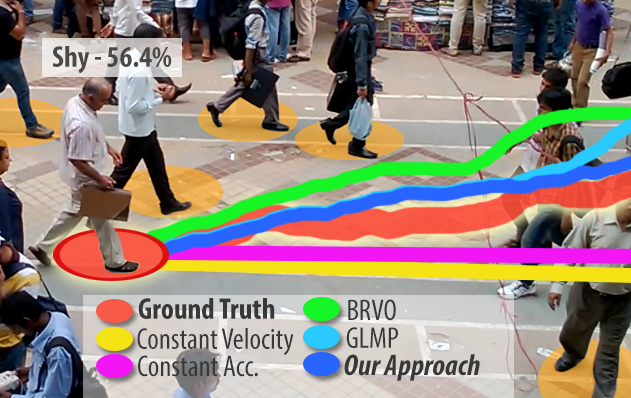 Shy - 56.4%
Ground Truth
BRVO
Constant Velocity
GLMP
Constant Acc.
Our Approach